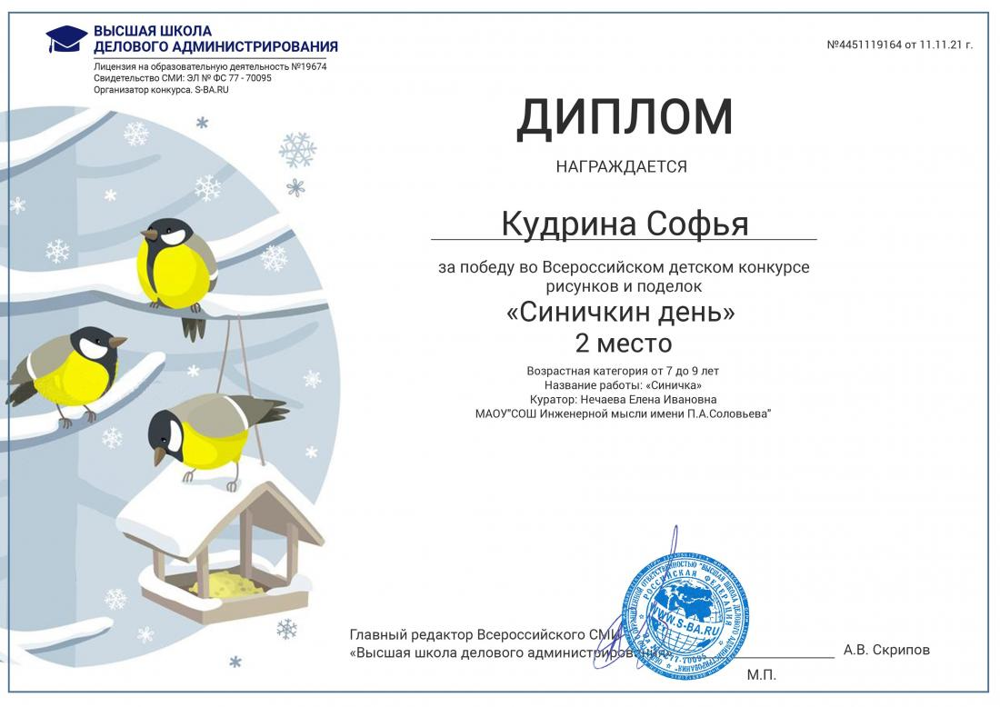 ВЫСШАЯ ШКОЛА
ДЕЛОВОГО АДМИНИСТРИРОВАНИЯ
Лицензия на образовательную деятельность №19674
Свидетельство СМИ: ЭЛ № ФС 77 - 70095
Организатор конкурса. S-BA.RU
№4451119164 от 11.11.21 г.
ДИПЛОМ
НАГРАЖДАЕТСЯ
Кудрина Софья
за победу во Всероссийском детском конкурсе
рисунков и поделок
«Синичкин день»
2 место
Возрастная категория от 7 до 9 лет
Название работы: «Синичка»
Куратор: Нечаева Елена Ивановна
МАОУ"СОШ Инженерной мысли имени П.А.Соловьева"
Главный редактор Всероссийского СМИ
«Высшая школа делового администрирования»
РОССИЙСКАЯ ФЕДЕРАЦИЯ
WWW.S-BA.RU
А.В. Скрипов
М.П.